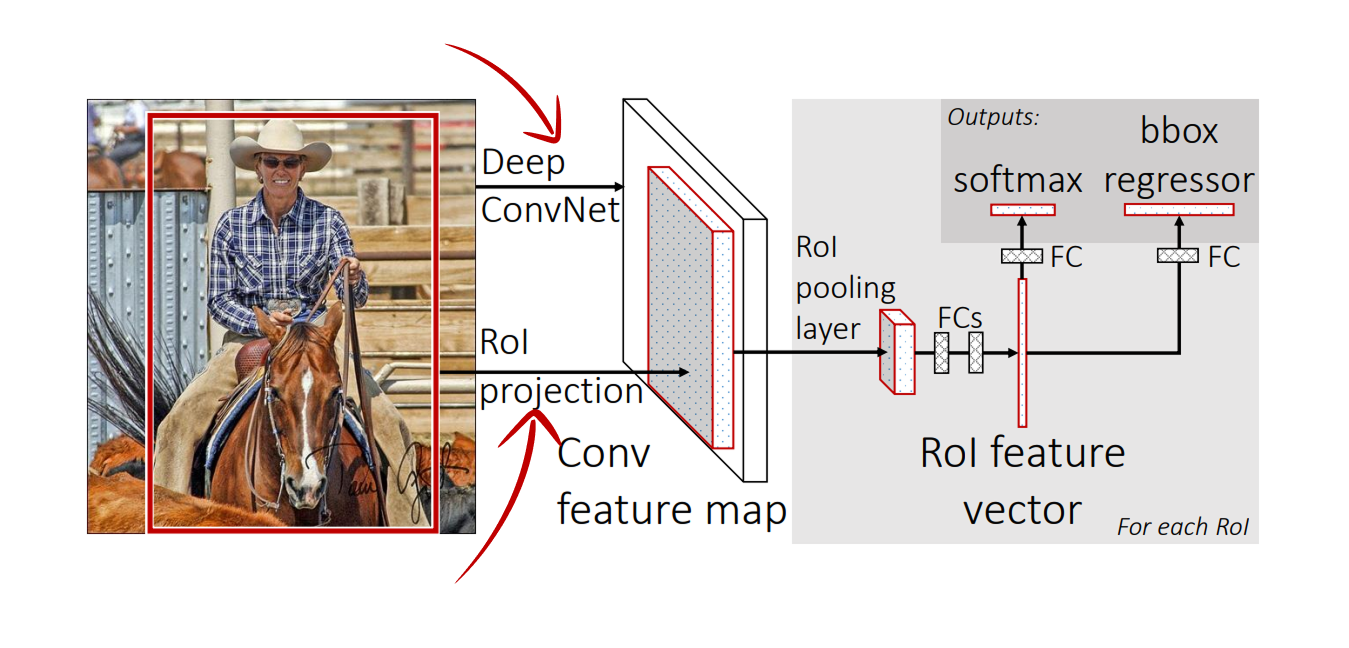 Deep
ConvNet
RoI
projection
Conv
feature map
RoI
pooling
layer
FCs
Outputs:
softmax
bbox
regressor
FC
FC
RoI feature
vector
For each RoI